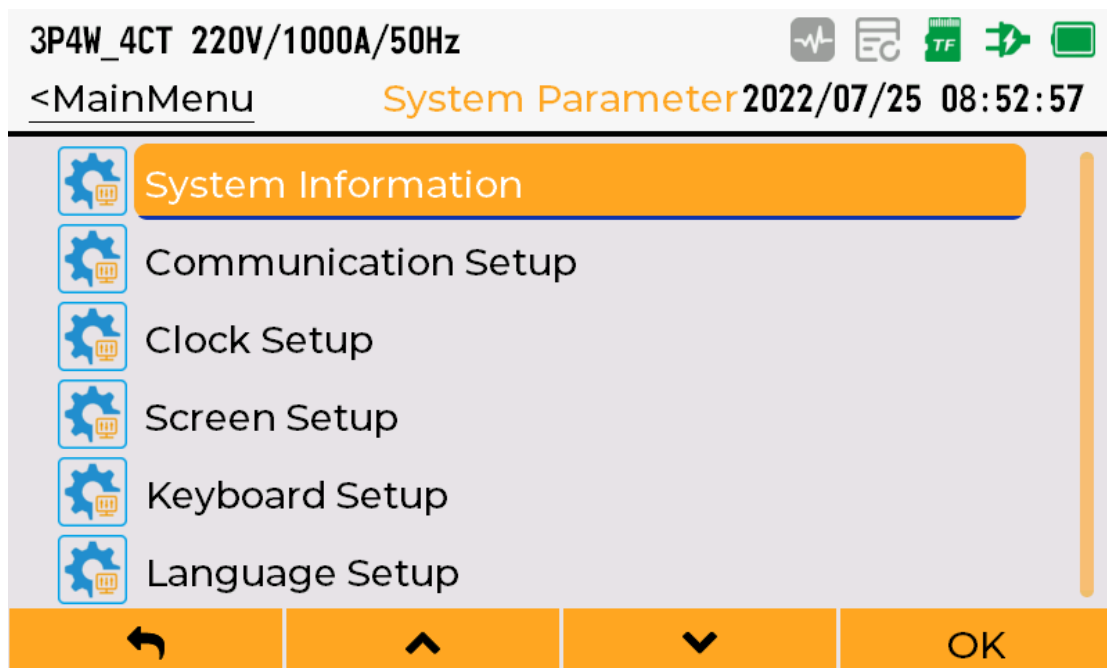 3P4W_4CT 220V/1000A/50Hz TF
<MainMenu System Parameter 2022/07/25 08:52:57
System Information
Communication Setup
Clock Setup
Screen Setup
Keyboard Setup
Language Setup
OK